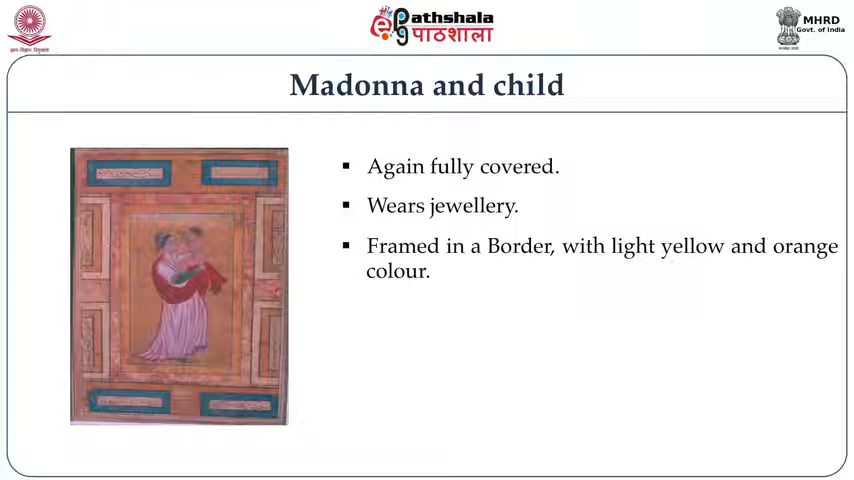 Pathshala
पाठशाला
MHRD
Govt. of India
Madonna and child
▪ Again fully covered.
▪ Wears jewellery.
▪ Framed in a Border, with light yellow and orange
colour.